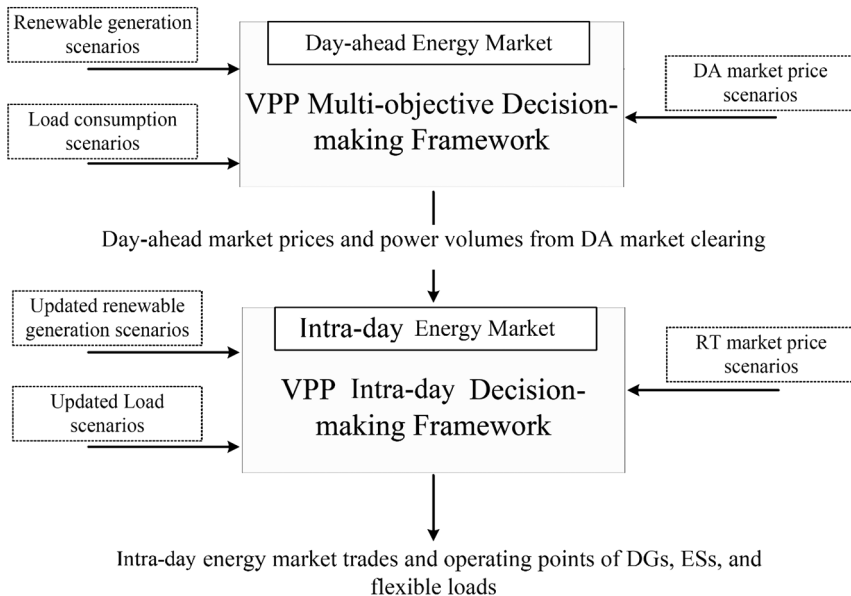 Renewable generation
scenarios
Day-ahead Energy Market
DA market price
scenarios
VPP Multi-objective Decision-
making Framework
Load consumption
scenarios
Day-ahead market prices and power volumes from DA market clearing
Updated renewable
generation scenarios
Intra-day Energy Market
RT market price
scenarios
VPP Intra-day Decision-
making Framework
Updated Load
scenarios
Intra-day energy market trades and operating points of DGs, ESs, and
flexible loads